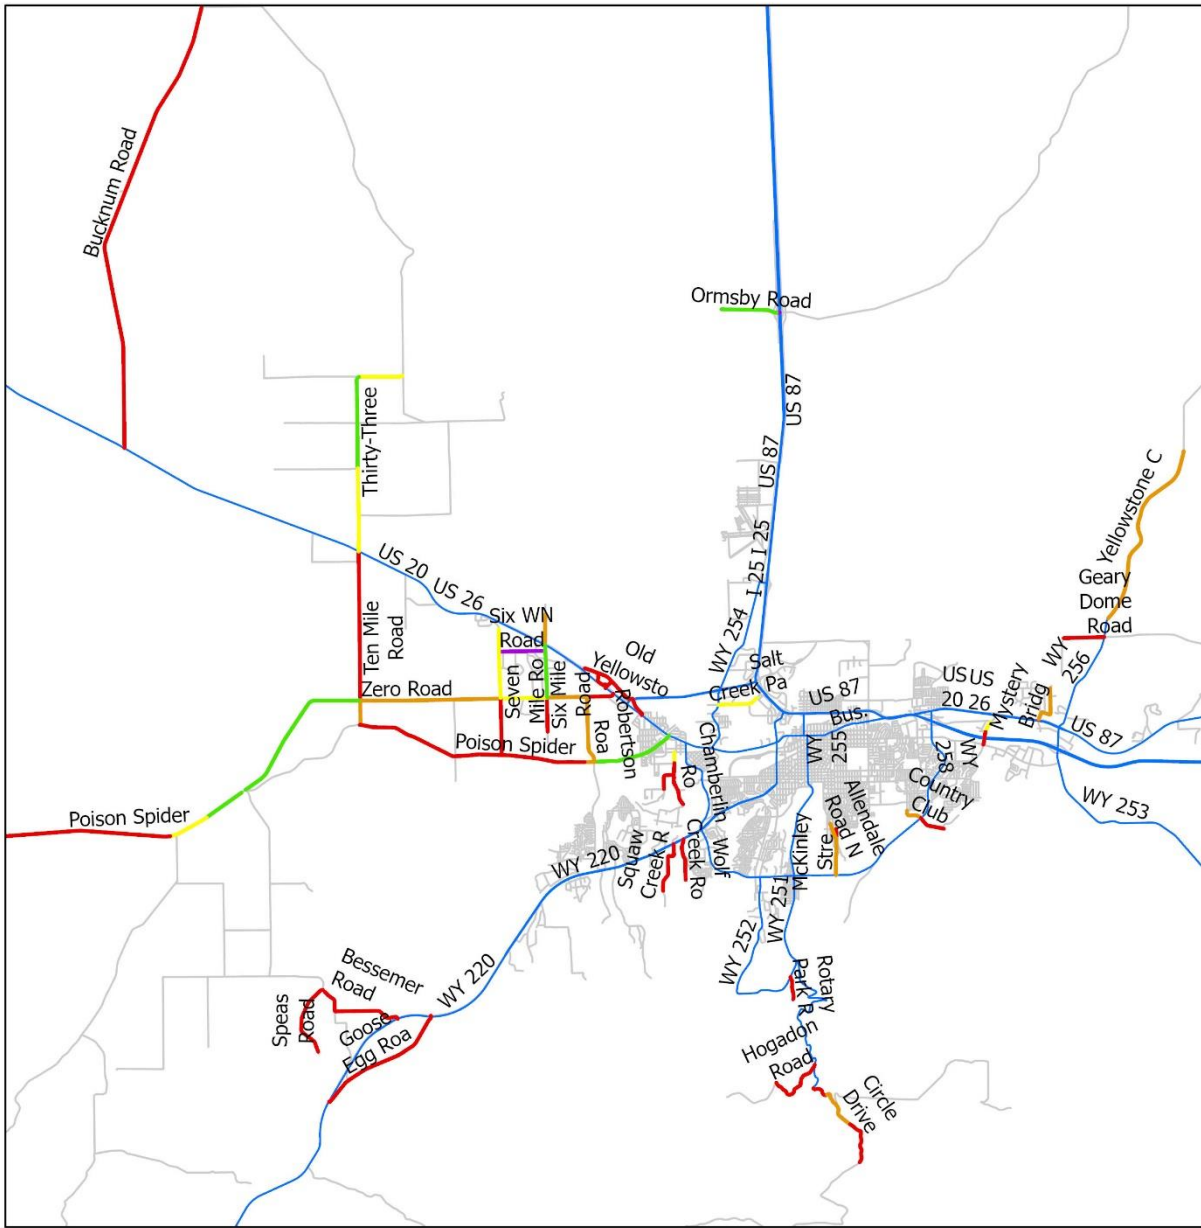 Bucknum Road
Ormsby Road
US 87
Thirty-Three
US 87
Yellowstone C
I 25 I 25
US 20
US 26
Geary
Dome
Road
Six WN
Road
WY 254
Ten Mile
Road
Old
Yellowsto
Salt
Creek Pa
WY
256
Zero Road
Seven
Mile Ro
Six Mile
Road
Roa
Robertson
US 87
Bus.
US US
20 26
Mystery
Bridg
US 87
Poison Spider
Chamberlin
Ro
WY
255
WY
258
Country
Club
WY 253
Poison Spider
Allendale
Road N
Stre
McKinley
WY 220
Squaw
Creek R
Creek Ro
Wolf
WY 251
WY 252
Bessemer
Road
WY 220
Rotary
Park R
Speas
Road
Goose
Egg Roa
Hogadon
Road
Circle
Drive